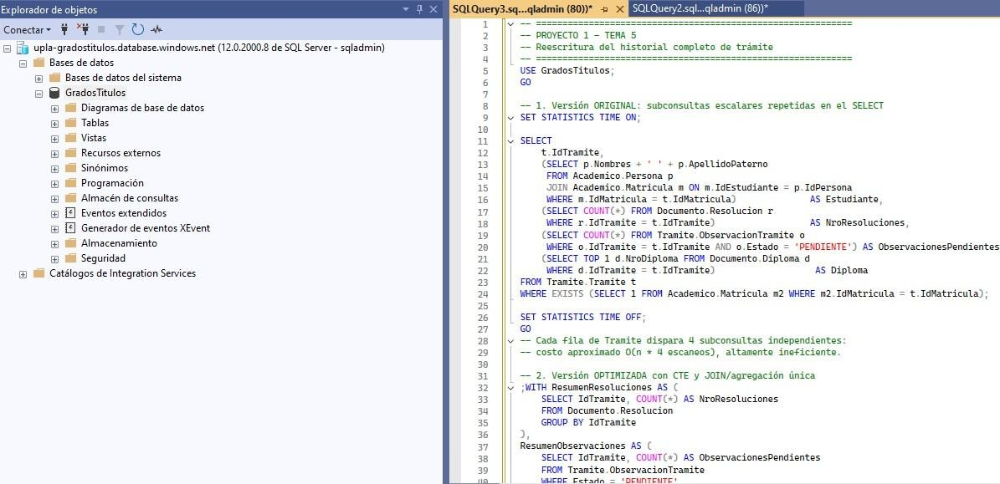 Explorador de objetos
Conectar
upla-gradostitulos.database.windows.net (12.0.2000.8 de SQL Server - sqladmin)
Bases de datos
Bases de datos del sistema
GradosTitulos
Diagramas de base de datos
Tablas
Vistas
Recursos externos
Sinónimos
Programación
Almacén de consultas
Eventos extendidos
Generador de eventos XEvent
Almacenamiento
Seguridad
Catálogos de Integration Services
SQLQuery3.sq...qladmin (80))*
SQLQuery2.sql...qladmin (86))*
1 -- ============================================================
2 -- PROYECTO 1 - TEMA 5
3 -- Reescritura del historial completo de trámite
4 -- ============================================================
5 USE GradosTitulos;
6 GO
7
8 -- 1. Versión ORIGINAL: subconsultas escalares repetidas en el SELECT
9 SET STATISTICS TIME ON;
10
11 SELECT
12 t.IdTramite,
13 (SELECT p.Nombres + ' ' + p.ApellidoPaterno
14 FROM Academico.Persona p
15 JOIN Academico.Matricula m ON m.IdEstudiante = p.IdPersona
16 WHERE m.IdMatricula = t.IdMatricula) AS Estudiante,
17 (SELECT COUNT(*) FROM Documento.Resolucion r
18 WHERE r.IdTramite = t.IdTramite) AS NroResoluciones,
19 (SELECT COUNT(*) FROM Tramite.ObservacionTramite o
20 WHERE o.IdTramite = t.IdTramite AND o.Estado = 'PENDIENTE') AS ObservacionesPendientes
21 (SELECT TOP 1 d.NroDiploma FROM Documento.Diploma d
22 WHERE d.IdTramite = t.IdTramite) AS Diploma
23 FROM Tramite.Tramite t
24 WHERE EXISTS (SELECT 1 FROM Academico.Matricula m2 WHERE m2.IdMatricula = t.IdMatricula);
25
26 SET STATISTICS TIME OFF;
27 GO
28 -- Cada fila de Tramite dispara 4 subconsultas independientes:
29 -- costo aproximado O(n * 4 escaneos), altamente ineficiente.
30
31 -- 2. Versión OPTIMIZADA con CTE y JOIN/agregación única
32 ;WITH ResumenResoluciones AS (
33 SELECT IdTramite, COUNT(*) AS NroResoluciones
34 FROM Documento.Resolucion
35 GROUP BY IdTramite
36 ),
37 ResumenObservaciones AS (
38 SELECT IdTramite, COUNT(*) AS ObservacionesPendientes
39 FROM Tramite.ObservacionTramite
40 WHERE Estado = 'PENDIENTE'